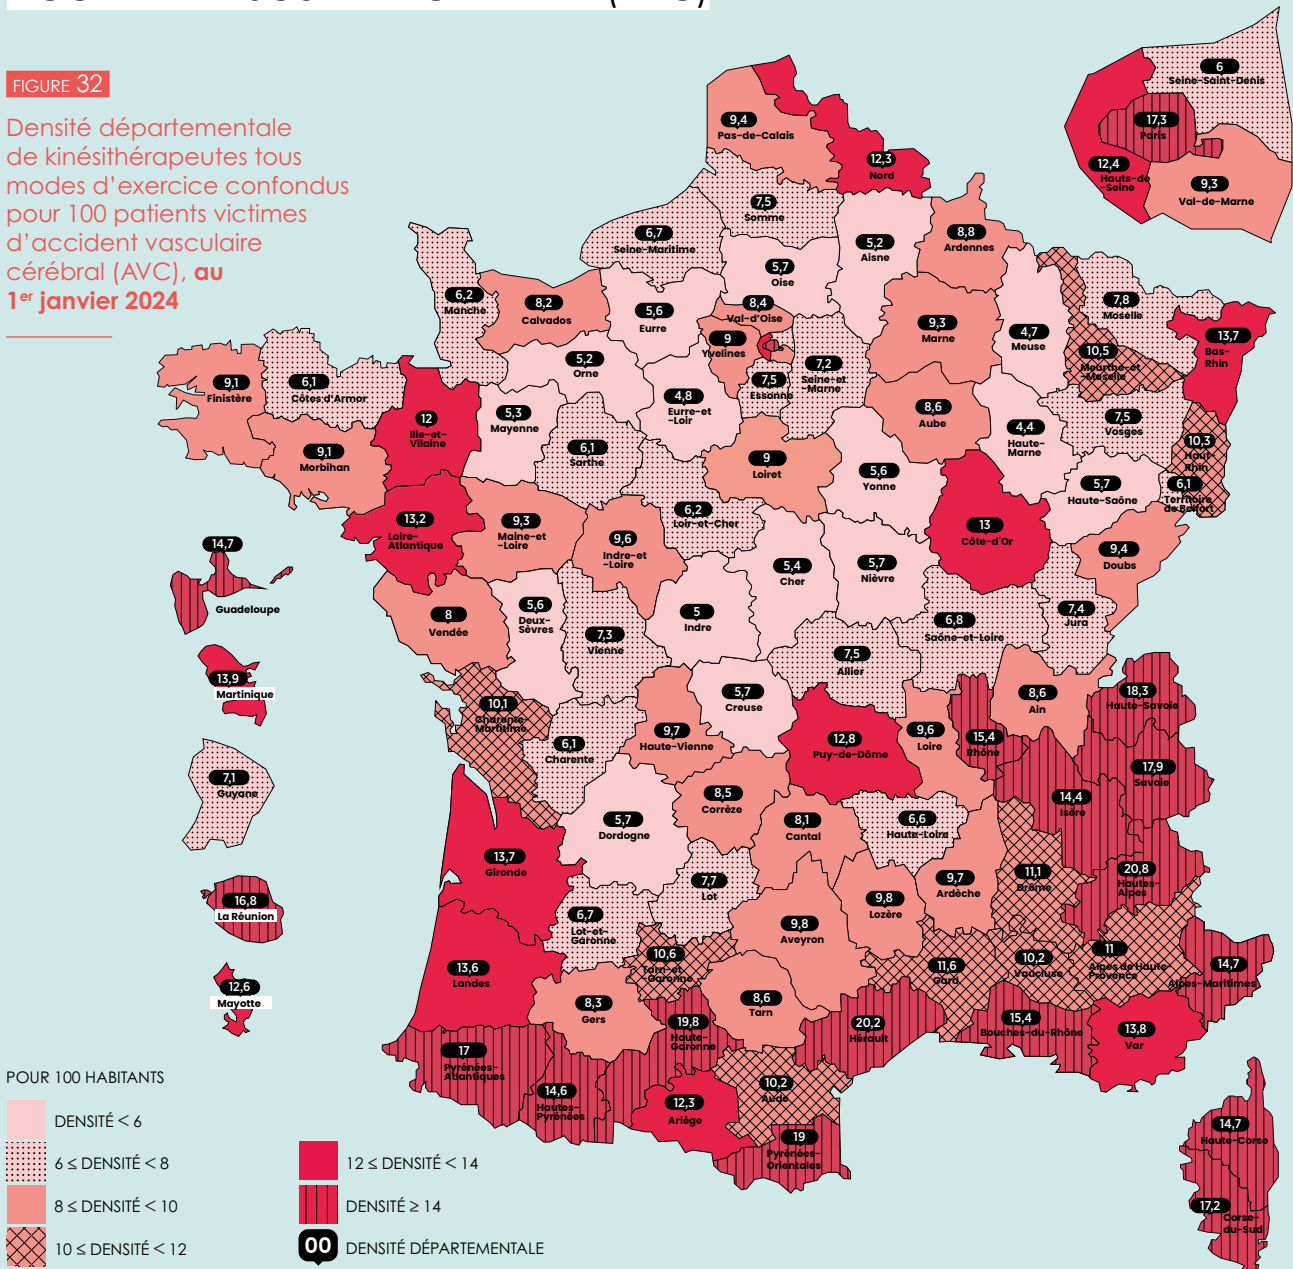 FIGURE 32
Densité départementale
de kinésithérapeutes tous
modes d'exercice confondus
pour 100 patients victimes
d'accident vasculaire
cérébral (AVC), au
1er janvier 2024
6
Seine-Saint-Denis
17,3
Paris
12,4
Hauts-de
-Seine
9,3
Val-de-Marne
9,4
Pas-de-Calais
12,3
Nord
7,5
Somme
6,7
Seine-Maritime
5,2
Aisne
8,8
Ardennes
5,7
Oise
6,2
Manche
8,2
Calvados
5,6
Eurre
8,4
Val-d'Oise
9
Yvelines
7,5
Essonne
7,2
Seine-et
-Marne
9,3
Marne
4,7
Meuse
7,8
Moselle
10,5
Meurthe-et
-Moselle
13,7
Bas-
Rhin
9,1
Finistère
6,1
Côtes d'Armor
12
Ille-et-
Vilaine
5,2
Orne
5,3
Mayenne
4,8
Eurre-et
-Loir
6,1
Sarthe
8,6
Aube
4,4
Haute-
Marne
7,5
Vosges
10,3
Haut-
Rhin
9,1
Morbihan
9
Loiret
5,6
Yonne
5,7
Haute-Saône
6,1
Territoire
de Belfort
13,2
Loire-
Atlantique
9,3
Maine-et
-Loire
9,6
Indre-et
-Loire
6,2
Loir-et-Cher
13
Côte-d'Or
9,4
Doubs
14,7
Guadeloupe
5,4
Cher
5,7
Nièvre
8
Vendée
5,6
Deux-
Sèvres
7,3
Vienne
5
Indre
6,8
Saône-et-Loire
7,4
Jura
7,5
Allier
13,9
Martinique
10,1
Charente-
Martitime
5,7
Creuse
8,6
Ain
18,3
Haute-Savoie
6,1
Charente
9,7
Haute-Vienne
12,8
Puy-de-Dôme
9,6
Loire
15,4
Rhône
17,9
Savoie
7,1
Guyane
8,5
Corrèze
14,4
Isère
5,7
Dordogne
8,1
Cantal
6,6
Haute-Loire
13,7
Gironde
7,7
Lot
9,7
Ardèche
11,1
Drôme
20,8
Hautes-
Alpes
16,8
La Réunion
6,7
Lot-et-
Garonne
9,8
Aveyron
9,8
Lozère
13,6
Landes
10,6
Tarn-et
-Garonne
11,6
Gard
10,2
Vaucluse
11
Alpes de Haute-
Provence
14,7
Alpes-Maritimes
12,6
Mayotte
8,3
Gers
19,8
Haute-
Garonne
8,6
Tarn
20,2
Hérault
15,4
Bouches-du-Rhône
13,8
Var
17
Pyrénées-
Atlantiques
14,6
Hautes-
Pyrénées
12,3
Ariège
10,2
Aude
19
Pyrénées-
Orientales
14,7
Haute-Corse
17,2
Corse-
du-Sud
POUR 100 HABITANTS
DENSITÉ < 6
6 ≤ DENSITÉ < 8
8 ≤ DENSITÉ < 10
10 ≤ DENSITÉ < 12
12 ≤ DENSITÉ < 14
DENSITÉ ≥ 14
00 DENSITÉ DÉPARTEMENTALE